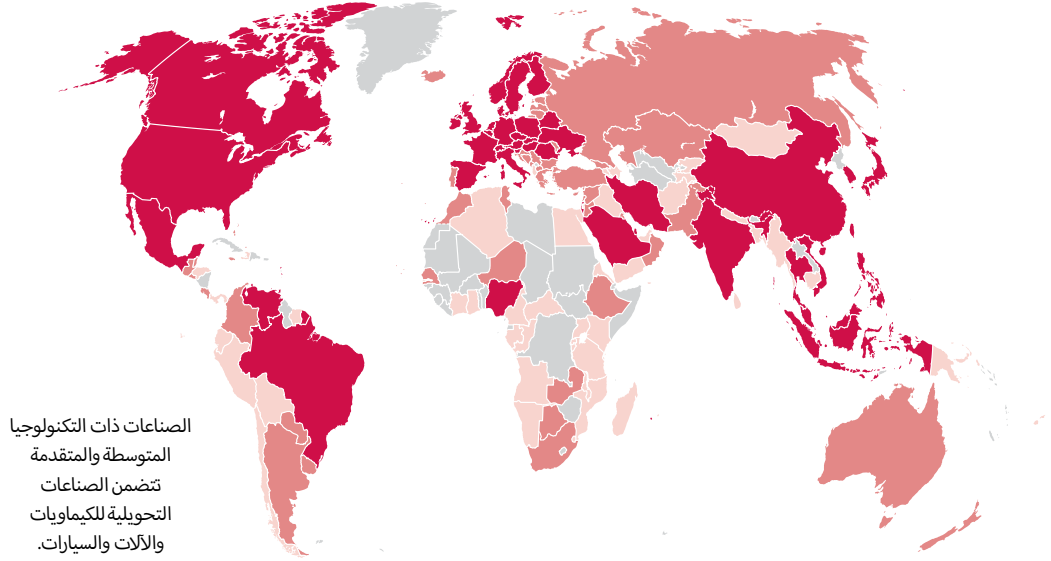 الصناعات ذات التكنولوجيا
المتوسطة والمتقدمة
تتضمن الصناعات
التحويلية للكيماويات
والآلات والسيارات.